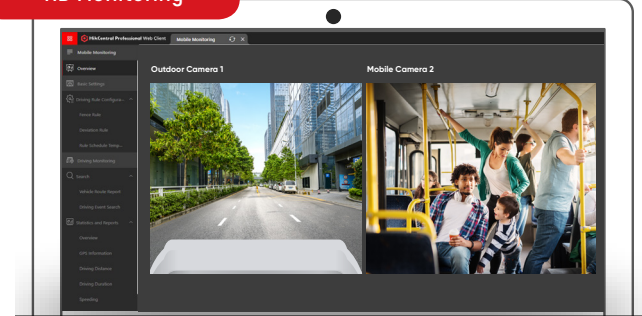 HD Monitoring
HikCentral Professional Web Client
Mobile Monitoring
Mobile Monitoring
Overview
Basic Settings
Driving Rule Configura...
Fence Rule
Deviation Rule
Rule Schedule Temp...
Driving Monitoring
Search
Vehicle Route Report
Driving Event Search
Statistics and Reports
Overview
GPS Information
Driving Distance
Driving Duration
Speeding
Outdoor Camera 1
Mobile Camera 2